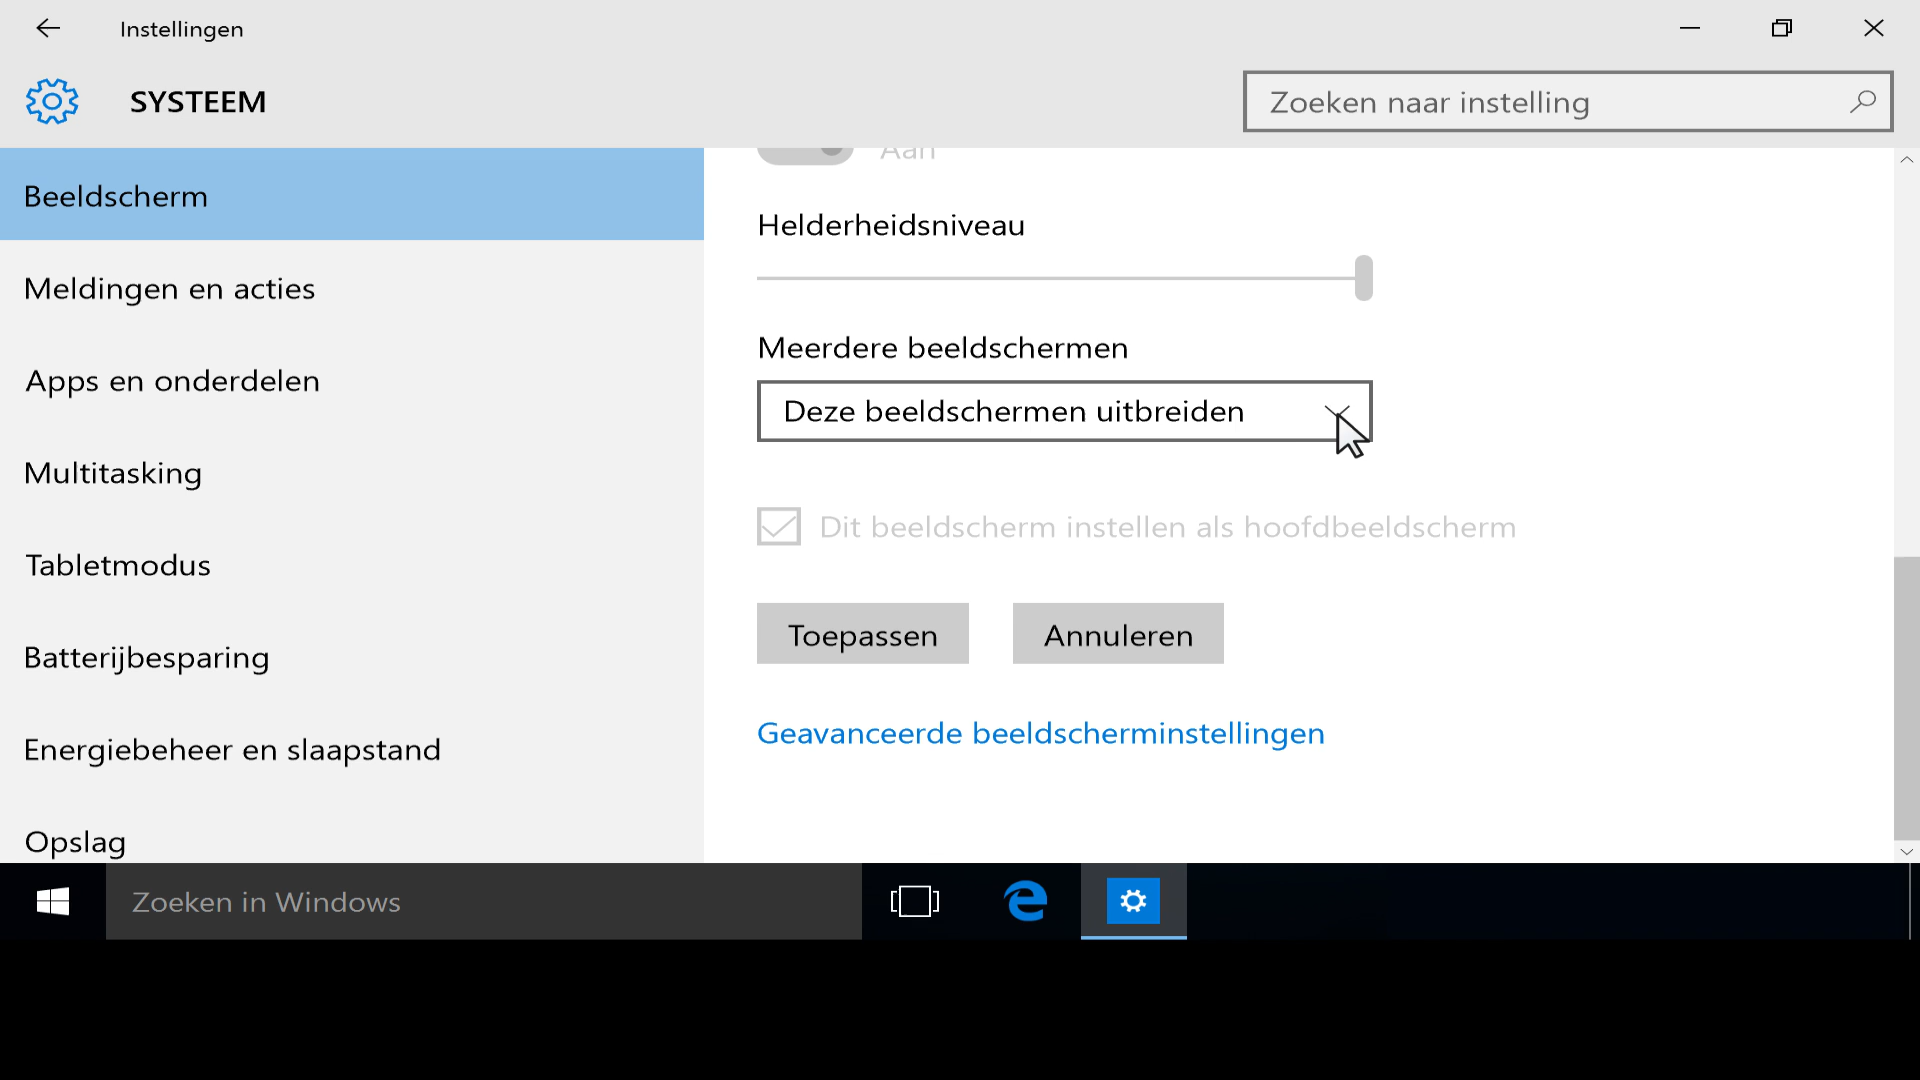 Instellingen
SYSTEEM
Zoeken naar instelling
Beeldscherm
Meldingen en acties
Apps en onderdelen
Multitasking
Tabletmodus
Batterijbesparing
Energiebeheer en slaapstand
Opslag
Aan
Helderheidsniveau
Meerdere beeldschermen
Deze beeldschermen uitbreiden
Dit beeldscherm instellen als hoofdbeeldscherm
Toepassen
Annuleren
Geavanceerde beeldscherminstellingen
Zoeken in Windows